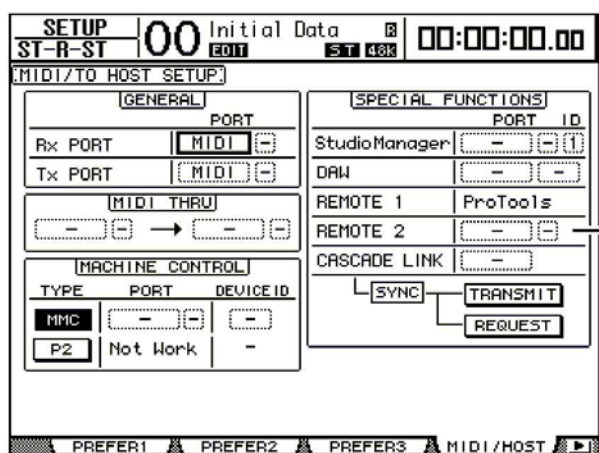 SETUP
ST-R-ST
00
Initial Data
EDIT
ST 48K
00:00:00.00
MIDI/TO HOST SETUP
GENERAL
PORT
Rx PORT MIDI -
Tx PORT MIDI -
MIDI THRU
- - → - -
MACHINE CONTROL
TYPE PORT DEVICE ID
MMC - - -
P2 Not Work -
SPECIAL FUNCTIONS
PORT ID
StudioManager - - 1
DAW - -
REMOTE 1 ProTools
REMOTE 2 - -
CASCADE LINK -
SYNC TRANSMIT
REQUEST
PREFER1 PREFER2 PREFER3 MIDI/HOST